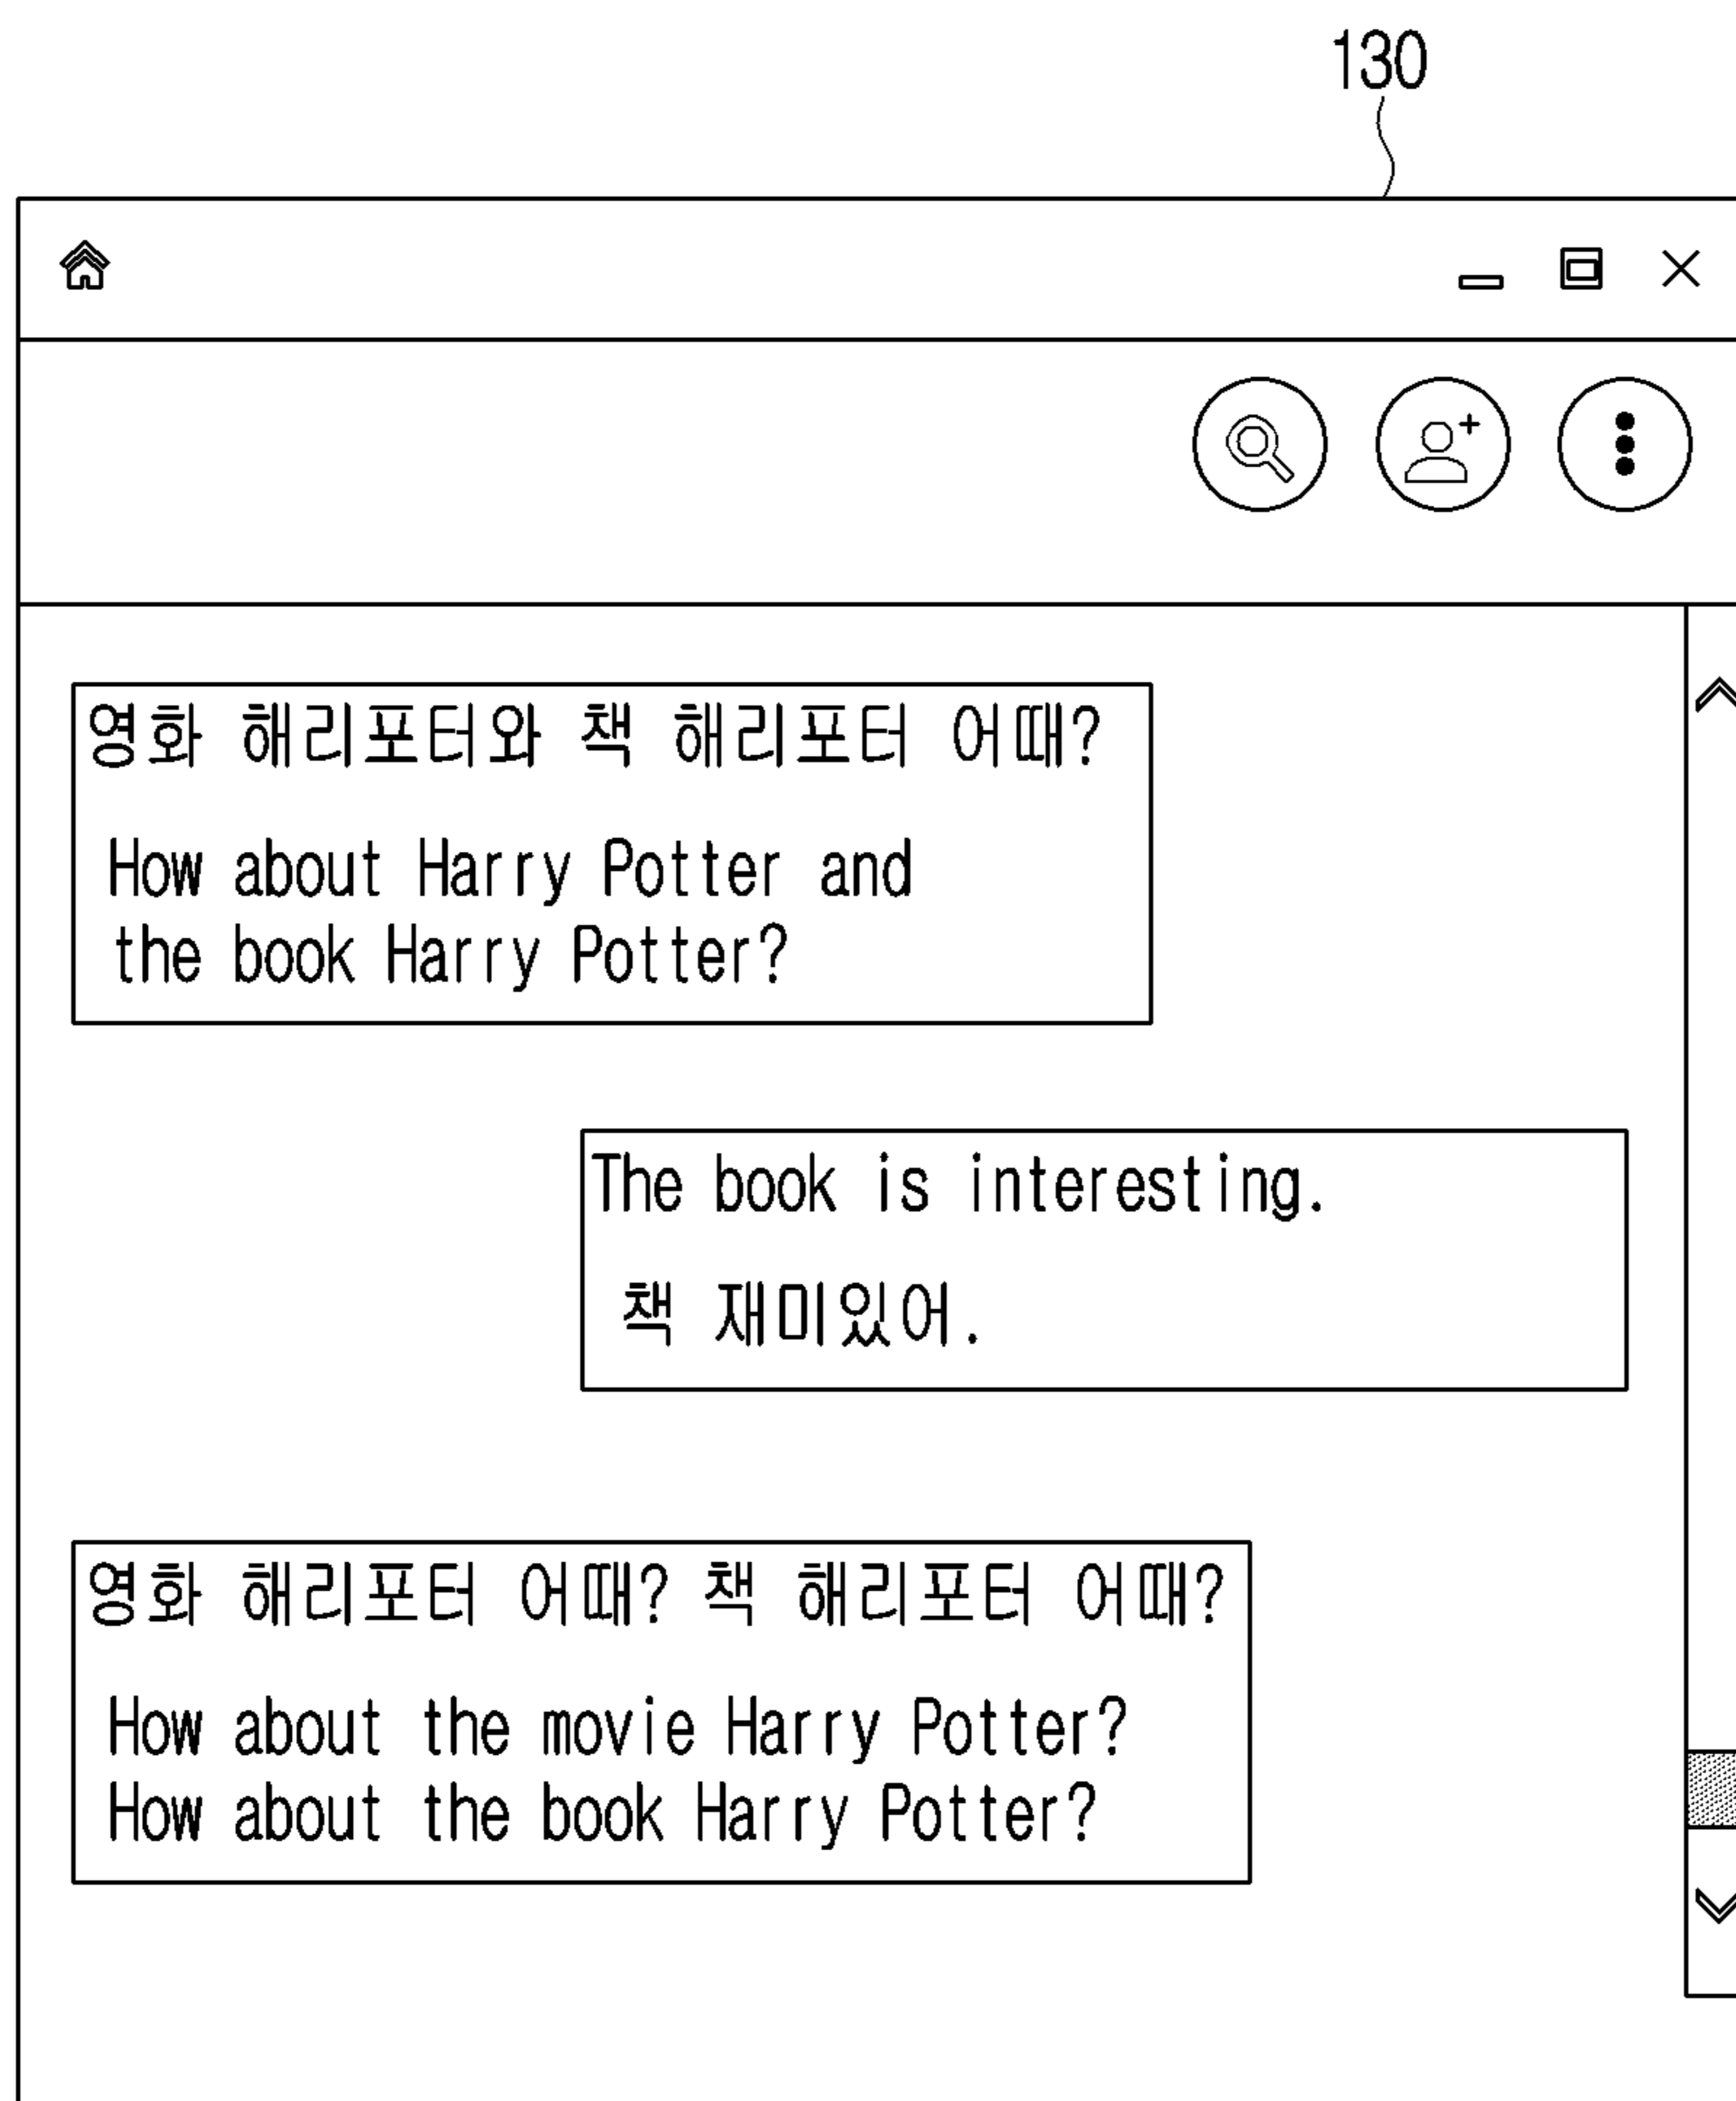 130
영화 해리포터와 책 해리포터 어때?
How about Harry Potter and
the book Harry Potter?
The book is interesting.
책 재미있어.
영화 해리포터 어때? 책 해리포터 어때?
How about the movie Harry Potter?
How about the book Harry Potter?